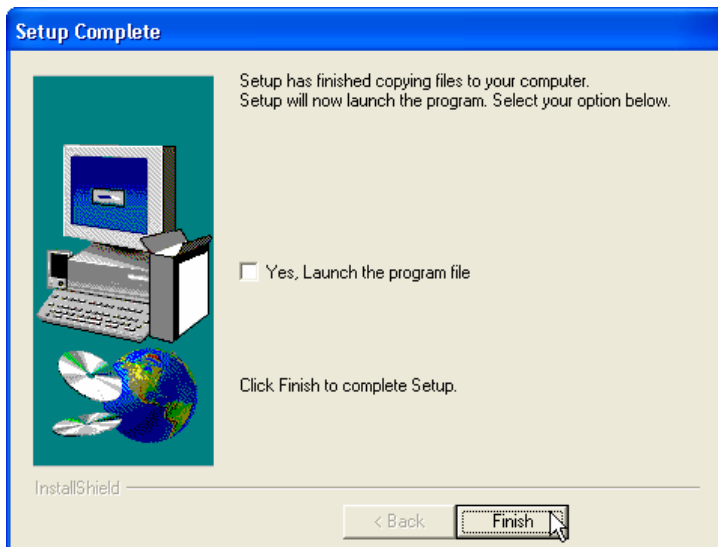 Setup Complete
Setup has finished copying files to your computer.
Setup will now launch the program. Select your option below.
Yes, Launch the program file
Click Finish to complete Setup.
InstallShield
< Back
Finish